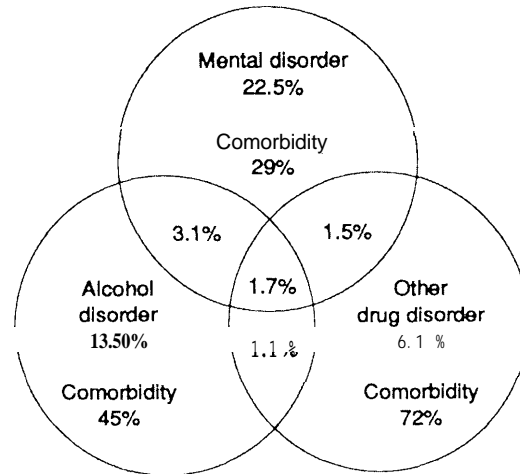 Mental disorder
22.5%
Comorbidity
29%
3.1%
1.5%
1.7%
Alcohol
disorder
13.50%
Other
drug disorder
6.1 %
1.1%
Comorbidity
45%
Comorbidity
72%